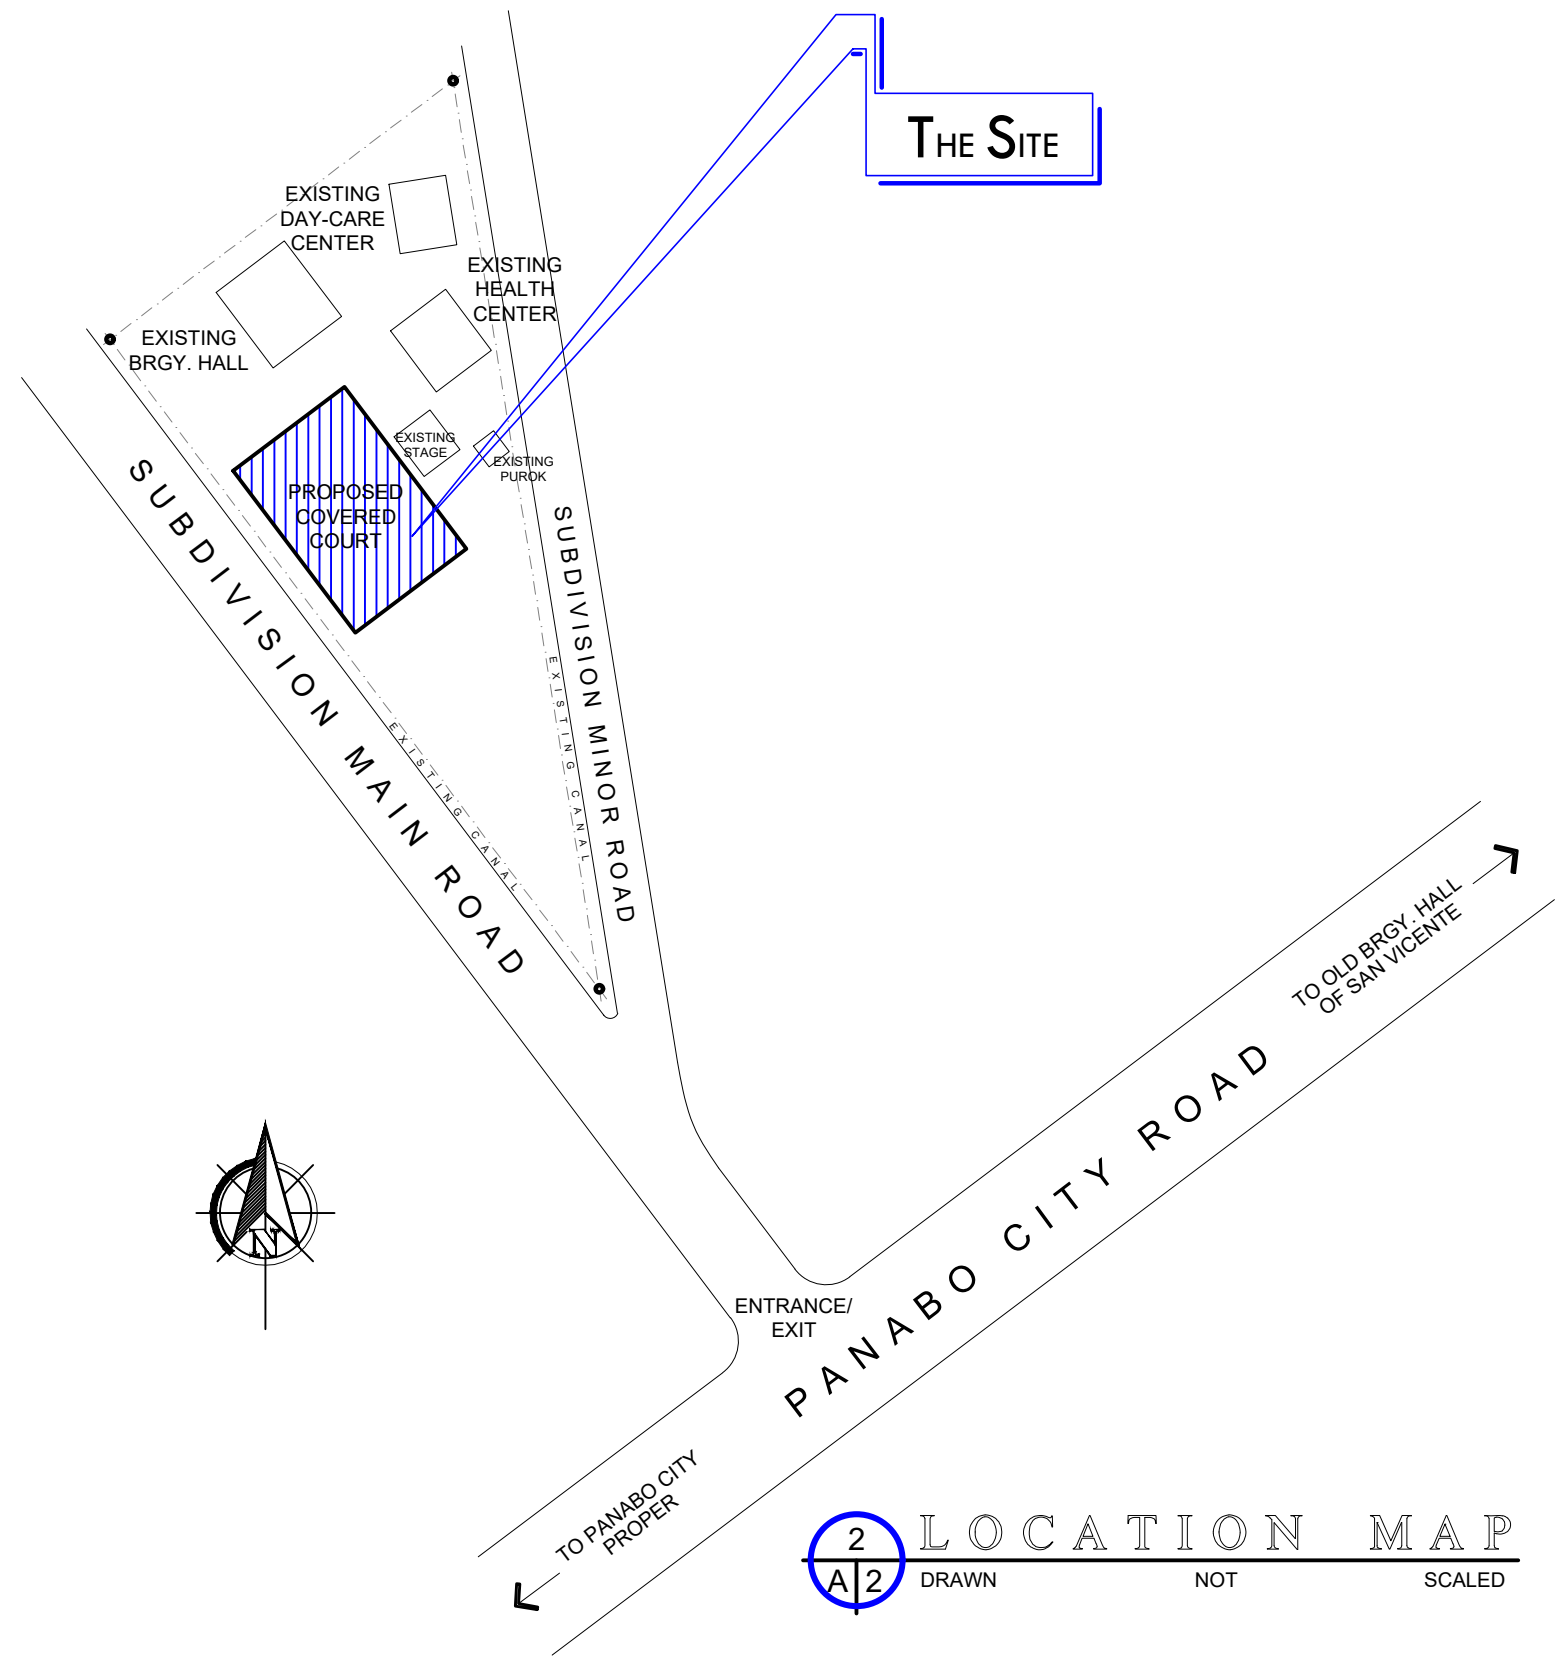 THE SITE
EXISTING
DAY-CARE
CENTER
EXISTING
HEALTH
CENTER
EXISTING
BRGY. HALL
EXISTING
STAGE
EXISTING
PUROK
PROPOSED
COVERED
COURT
SUBDIVISION MAIN ROAD
SUBDIVISION MINOR ROAD
EXISTING CANAL
EXISTING CANAL
TO OLD BRGY. HALL
OF SAN VICENTE
PANABO CITY ROAD
N
ENTRANCE/
EXIT
TO PANABO CITY
PROPER
2
A 2
LOCATION MAP
DRAWN NOT SCALED